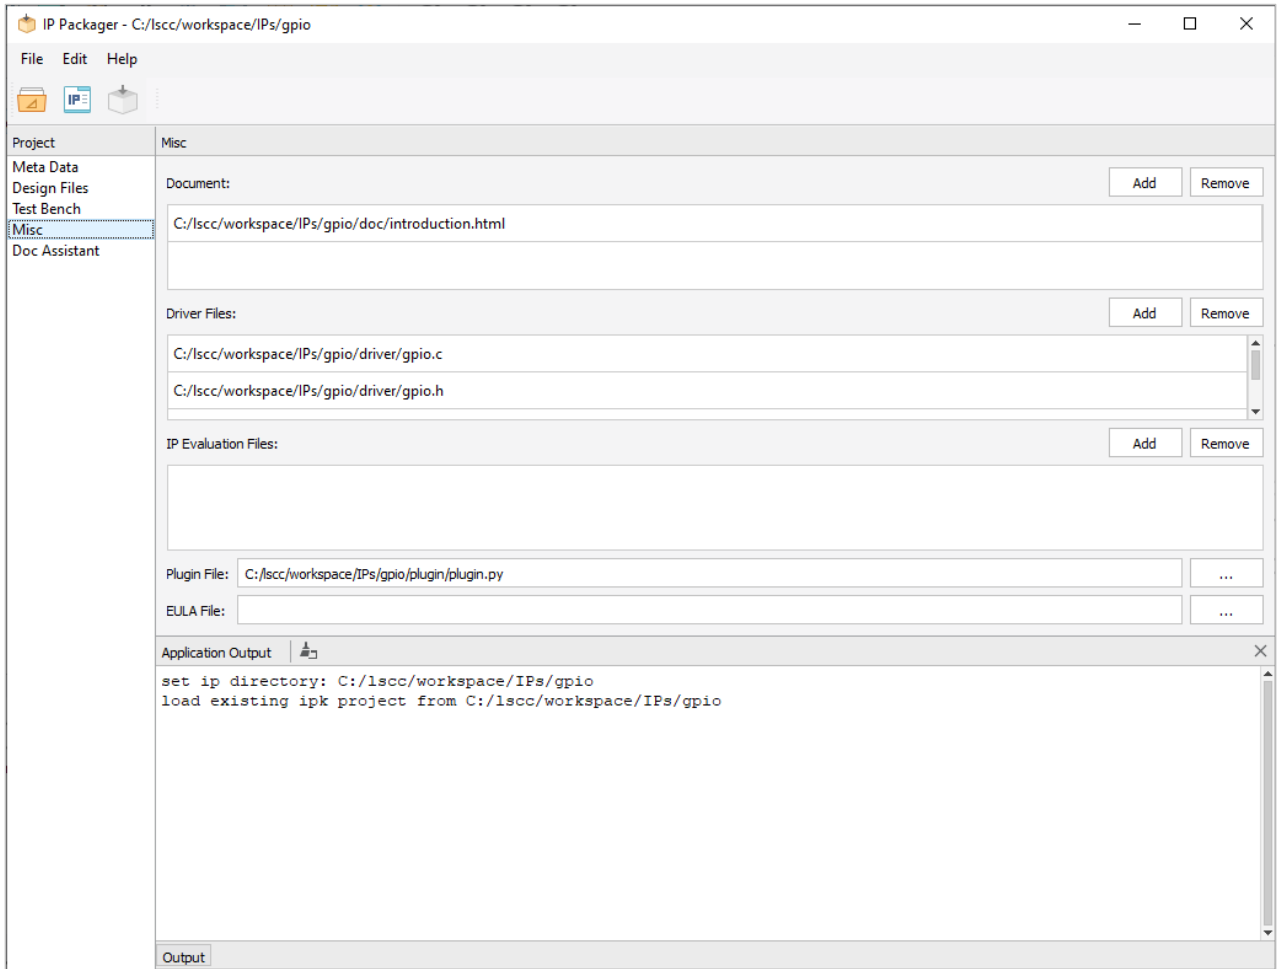 IP Packager - C:/lscc/workspace/IPs/gpio
File Edit Help
IP
Project
Misc
Meta Data
Design Files
Test Bench
Misc
Doc Assistant
Document:
Add
Remove
C:/lscc/workspace/IPs/gpio/doc/introduction.html
Driver Files:
Add
Remove
C:/lscc/workspace/IPs/gpio/driver/gpio.c
C:/lscc/workspace/IPs/gpio/driver/gpio.h
IP Evaluation Files:
Add
Remove
Plugin File: C:/lscc/workspace/IPs/gpio/plugin/plugin.py ...
EULA File: ...
Application Output
set ip directory: C:/lscc/workspace/IPs/gpio
load existing ipk project from C:/lscc/workspace/IPs/gpio
Output